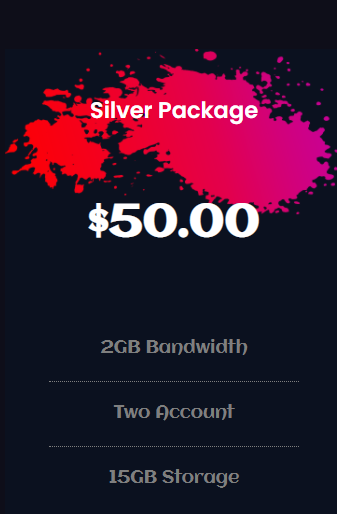 Silver Package
$50.00
2GB Bandwidth
Two Account
15GB Storage